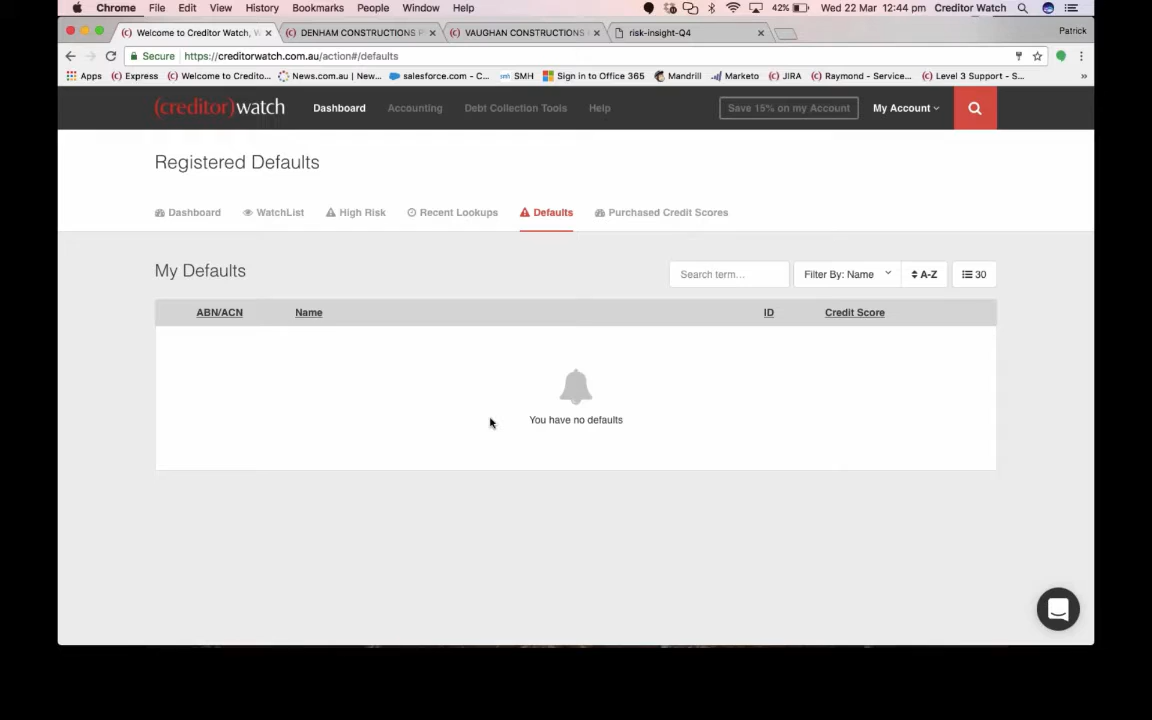 Chrome File Edit View History Bookmarks People Window Help 42% Wed 22 Mar 12:44 pm Creditor Watch
(c) Welcome to Creditor Watch, W × (c) DENHAM CONSTRUCTIONS P × (c) VAUGHAN CONSTRUCTIONS × risk-insight-Q4 × Patrick
Secure https://creditorwatch.com.au/action#/defaults
Apps (c) Express (c) Welcome to Credito... News.com.au | New... salesforce.com - C... sm SMH Sign in to Office 365 Mandrill Marketo (c) JIRA (c) Raymond - Service... (c) Level 3 Support - S... »
(creditor)watch Dashboard Accounting Debt Collection Tools Help Save 15% on my Account My Account
Registered Defaults
Dashboard WatchList High Risk Recent Lookups Defaults Purchased Credit Scores
My Defaults Search term... Filter By: Name A-Z 30
ABN/ACN Name ID Credit Score
You have no defaults